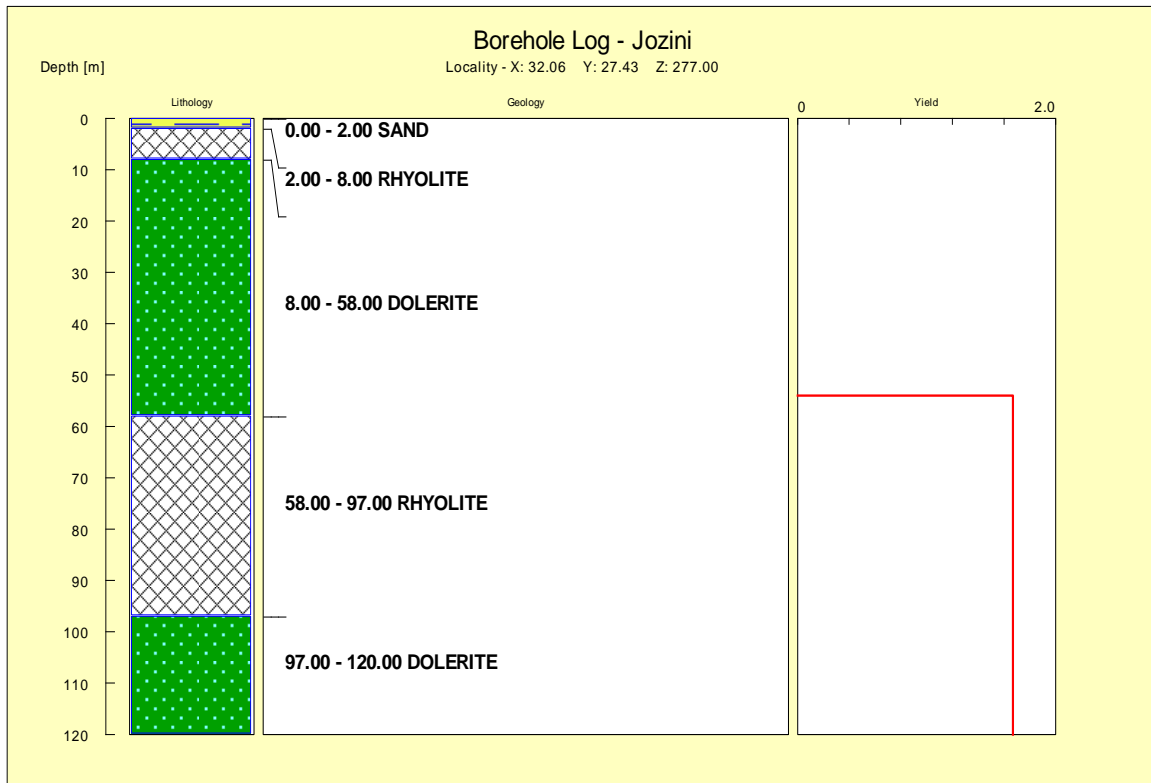 Borehole Log - Jozini
Depth [m]
Locality - X: 32.06 Y: 27.43 Z: 277.00
Lithology
Geology
0 Yield 2.0
0
10
20
30
40
50
60
70
80
90
100
110
120
0.00 - 2.00 SAND
2.00 - 8.00 RHYOLITE
8.00 - 58.00 DOLERITE
58.00 - 97.00 RHYOLITE
97.00 - 120.00 DOLERITE